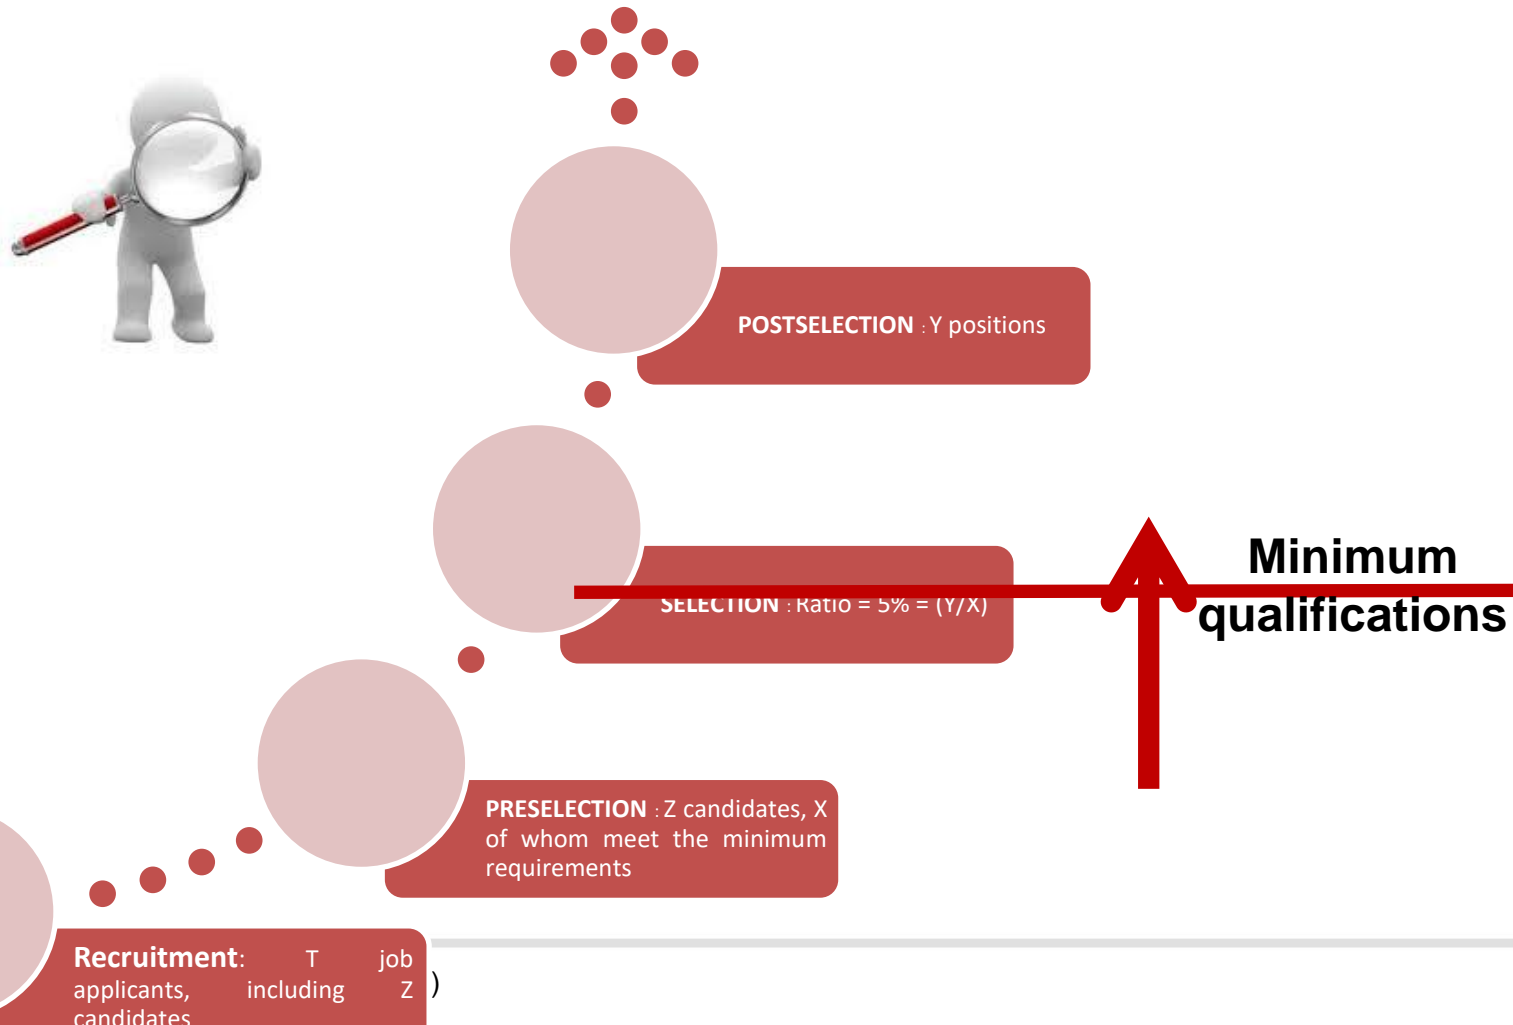 POSTSELECTION : Y positions
Minimum
qualifications
SELECTION : Ratio = 5% = (Y/X)
PRESELECTION : Z candidates, X
of whom meet the minimum
requirements
Recruitment: T job
applicants, including Z
candidates
)